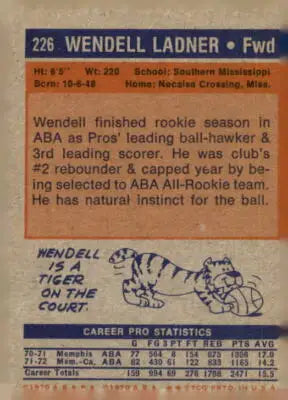 226 WENDELL LADNER • Fwd
Ht: 6'5" Wt: 220 School: Southern Mississippi
Born: 10-6-48 Home: Necaise Crossing, Miss.
Wendell finished rookie season in
ABA as Pros' leading ball-hawker &
3rd leading scorer. He was club's
#2 rebounder & capped year by be-
ing selected to ABA All-Rookie team.
He has natural instinct for the ball.
WENDELL
IS A
TIGER
ON THE
COURT.
CAREER PRO STATISTICS
G FG 3 PT FT REB PTS AVG
70-71 Memphis ABA 77 564 8 154 875 1306 17.0
71-72 Mem.-Ca. ABA 82 430 61 122 833 1165 14.2
Career Totals 159 994 69 276 1708 2471 15.5